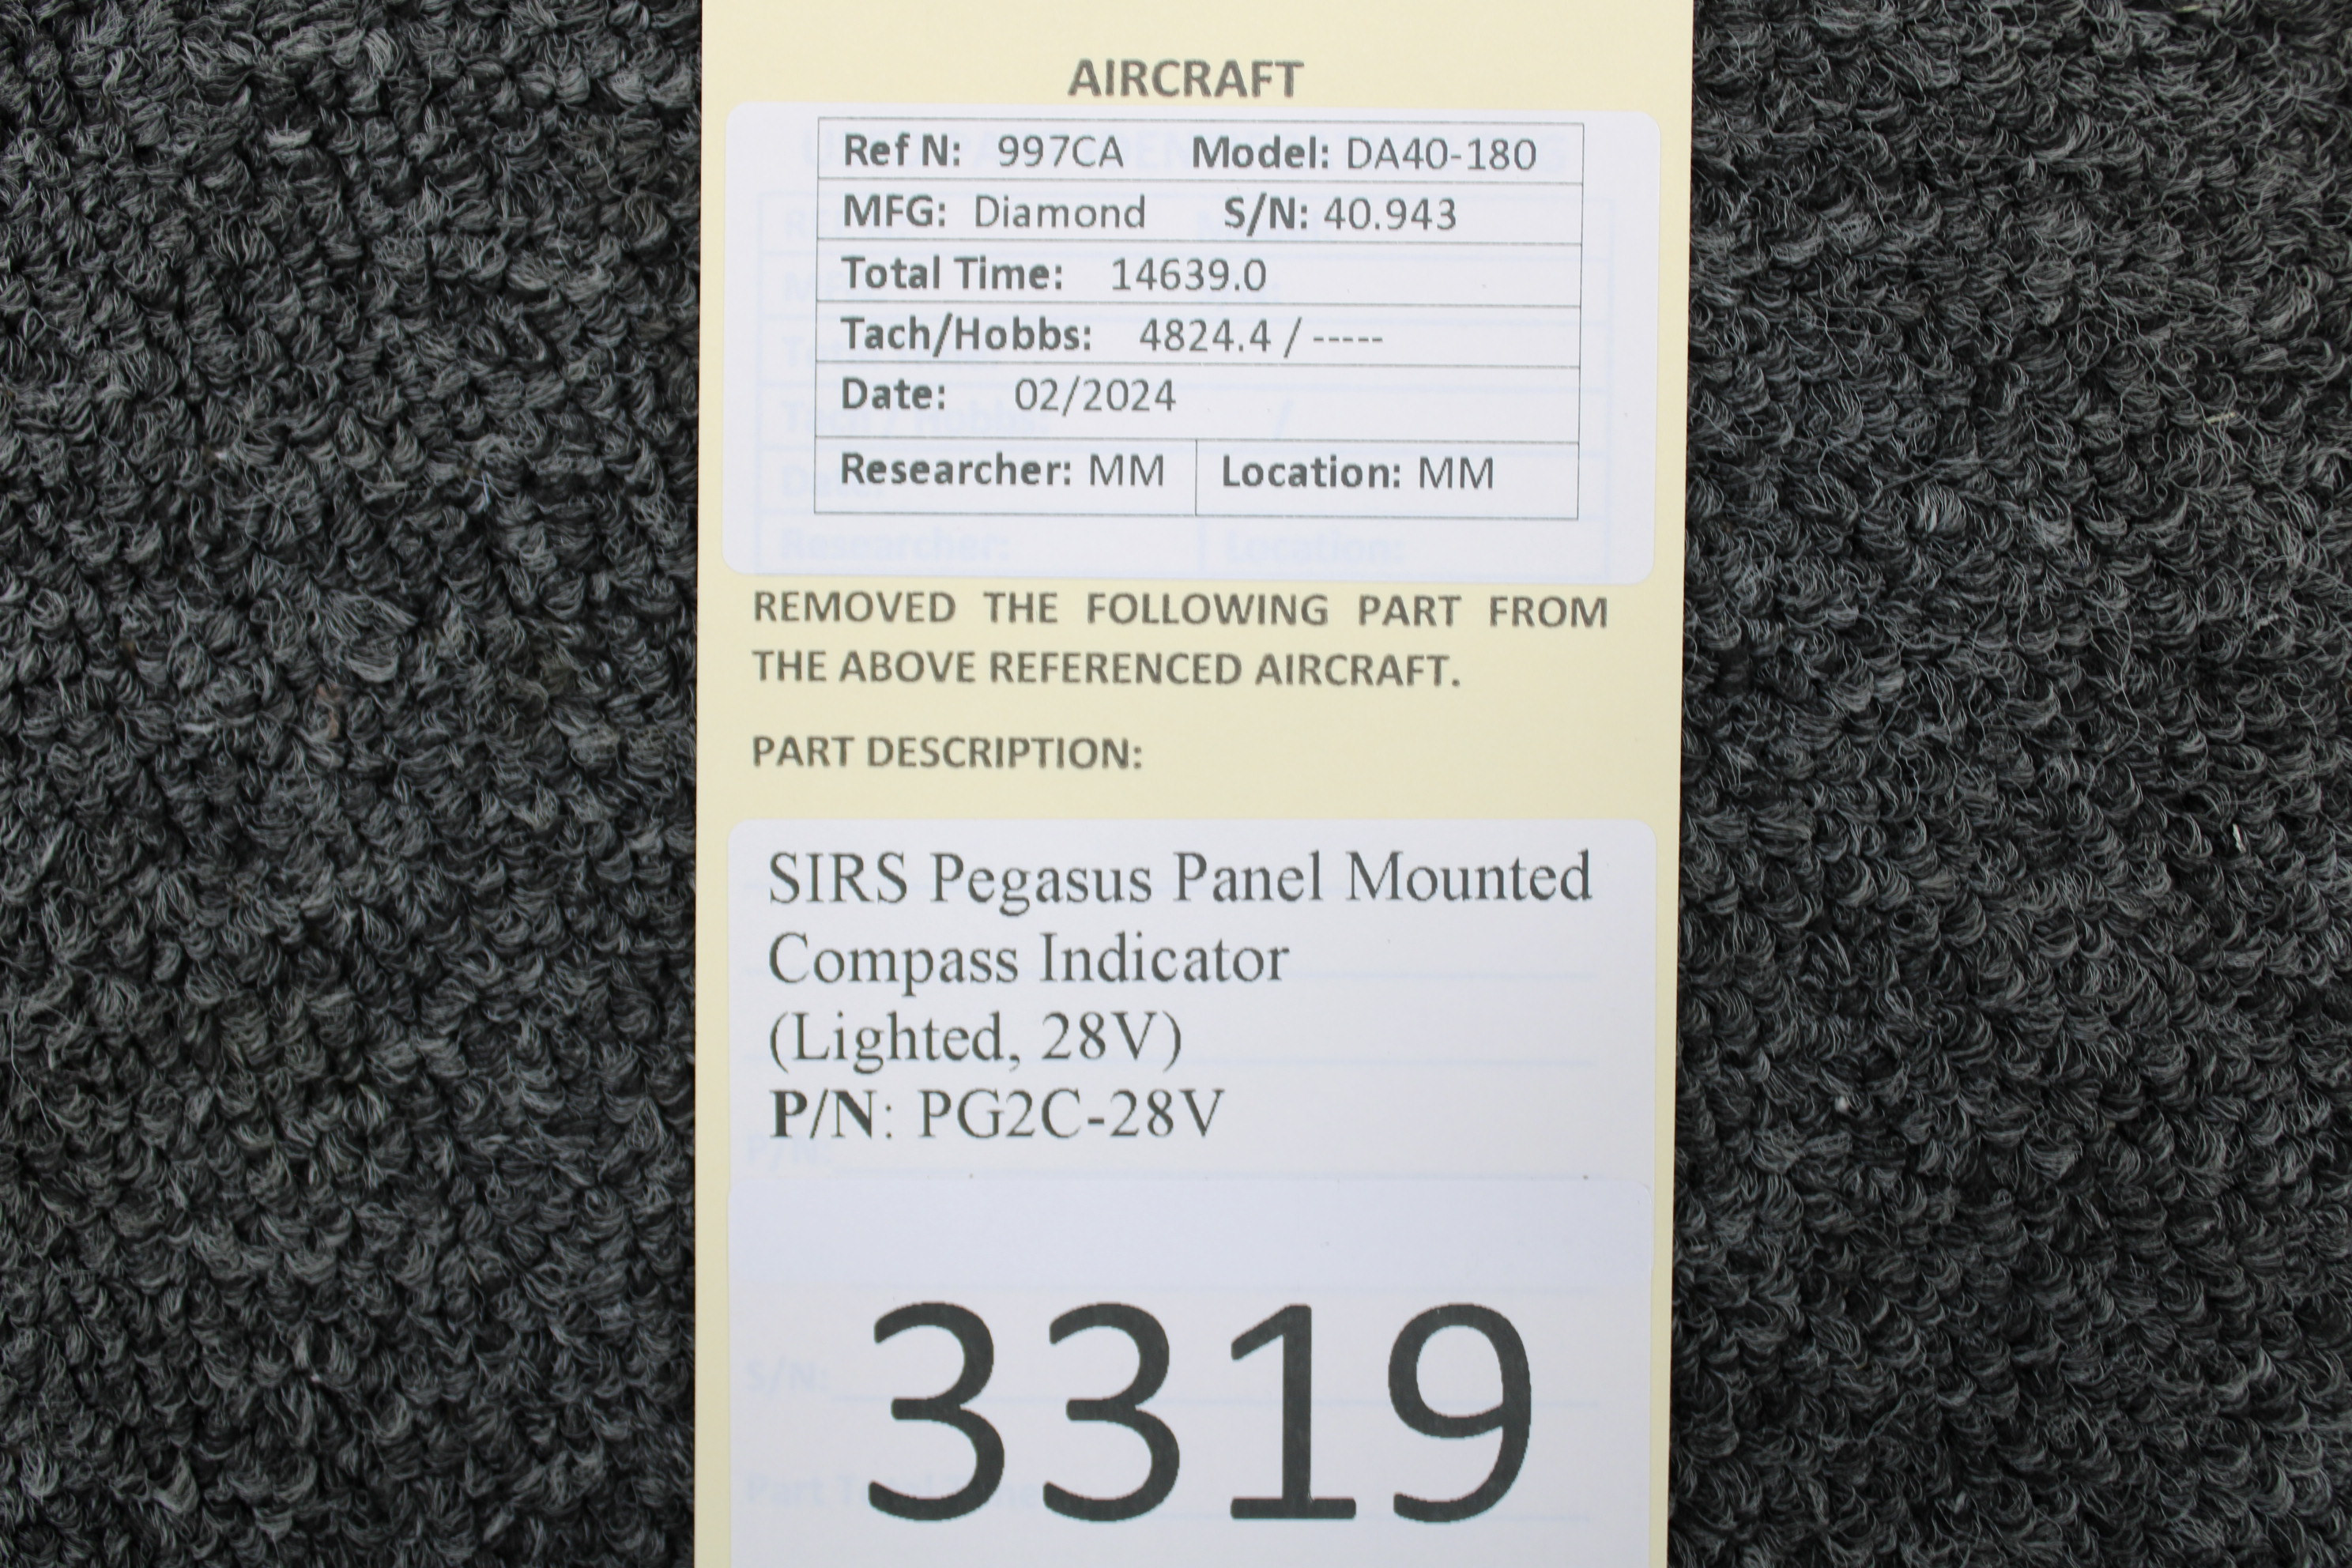 AIRCRAFT
Ref N: 997CA Model: DA40-180
MFG: Diamond S/N: 40.943
Total Time: 14639.0
Tach/Hobbs: 4824.4 / -----
Date: 02/2024
Researcher: MM Location: MM
Researcher: Location:
REMOVED THE FOLLOWING PART FROM
THE ABOVE REFERENCED AIRCRAFT.
PART DESCRIPTION:
SIRS Pegasus Panel Mounted
Compass Indicator
(Lighted, 28V)
P/N: PG2C-28V
P/N:
3319
S/N: